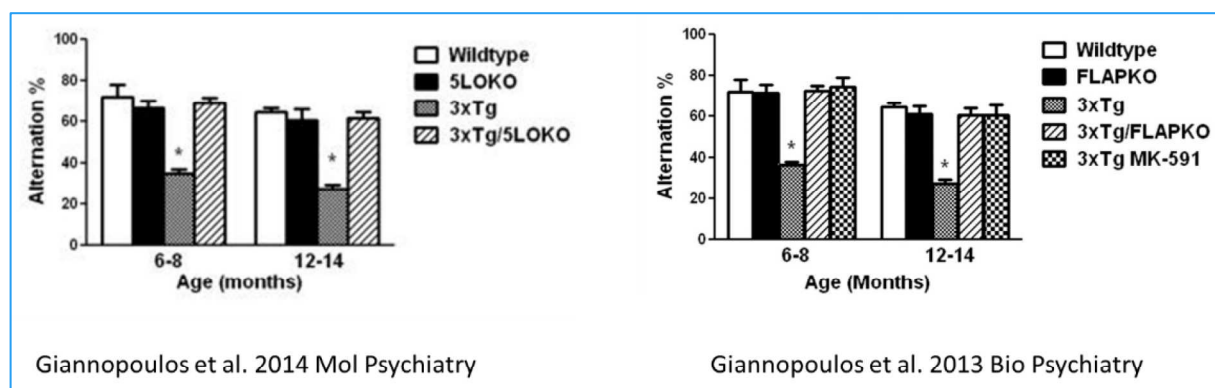 Alternation %
100
80
60
40
20
0
*
*
6-8
12-14
Age (months)
Wildtype
5LOKO
3xTg
3xTg/5LOKO
Giannopoulos et al. 2014 Mol Psychiatry
Alternation %
100
80
60
40
20
0
*
*
6-8
12-14
Age (Months)
Wildtype
FLAPKO
3xTg
3xTg/FLAPKO
3xTg MK-591
Giannopoulos et al. 2013 Bio Psychiatry